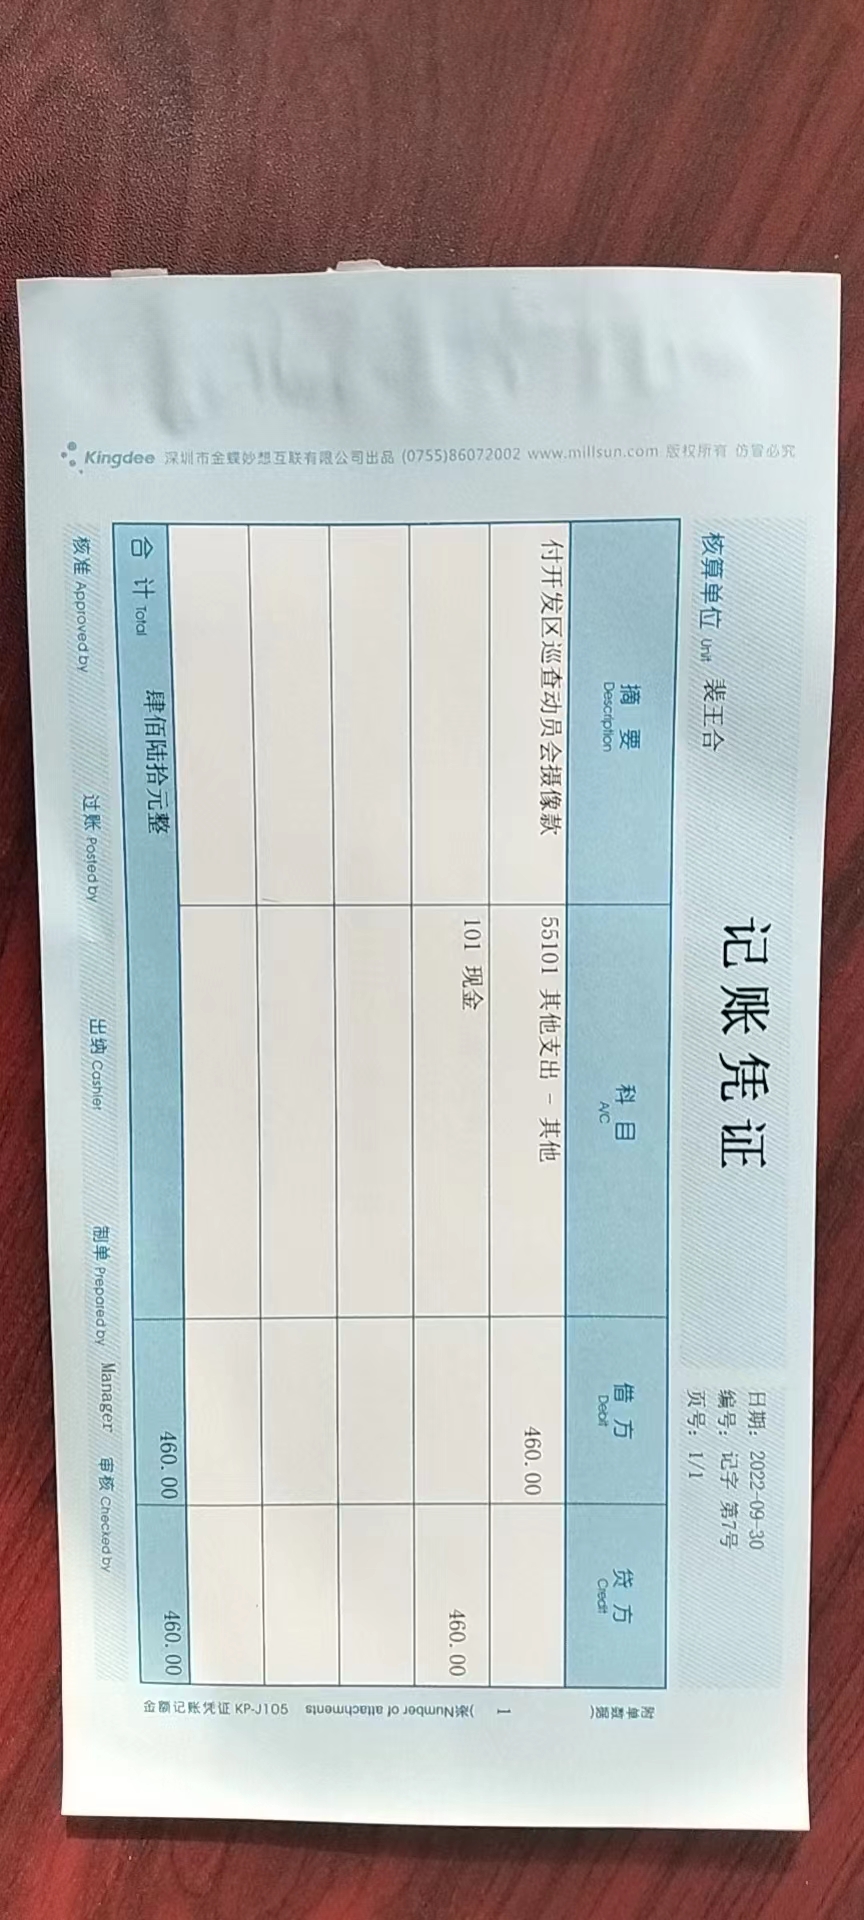 记账凭证
日期：2022-09-30
编号：记字 第7号
页号：1/1
核算单位 Unit 裴王合
摘要 Description 科目 A/C 借方 Debit 贷方 Credit
付开发区巡查动员会摄像款 55101 其他支出 - 其他 460.00
101 现金 460.00
合计 Total 肆佰陆拾元整 460.00 460.00
核准 Approved by 过账 Posted by 出纳 Cashier 制单 Prepared by Manager 审核 Checked by
附单数据( 1 )张(Number of attachments
金额记账凭证 KP-J105
Kingdee 深圳市金蝶妙想互联有限公司出品 (0755)86072002 www.millsun.com 版权所有 仿冒必究